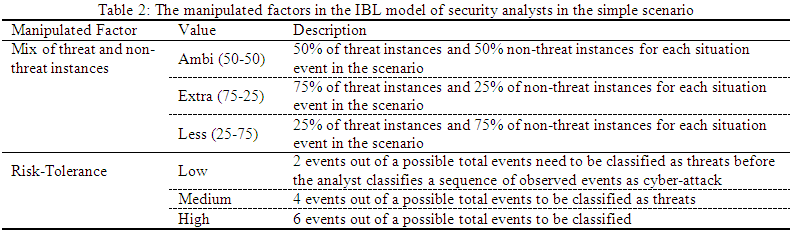 Table 2: The manipulated factors in the IBL model of security analysts in the simple scenario
Manipulated Factor Value Description
Mix of threat and non-threat instances Ambi (50-50) 50% of threat instances and 50% non-threat instances for each situation
event in the scenario
Extra (75-25) 75% of threat instances and 25% of non-threat instances for each situation
event in the scenario
Less (25-75) 25% of threat instances and 75% of non-threat instances for each situation
event in the scenario
Risk-Tolerance Low 2 events out of a possible total events need to be classified as threats before
the analyst classifies a sequence of observed events as cyber-attack
Medium 4 events out of a possible total events to be classified as threats
High 6 events out of a possible total events to be classified